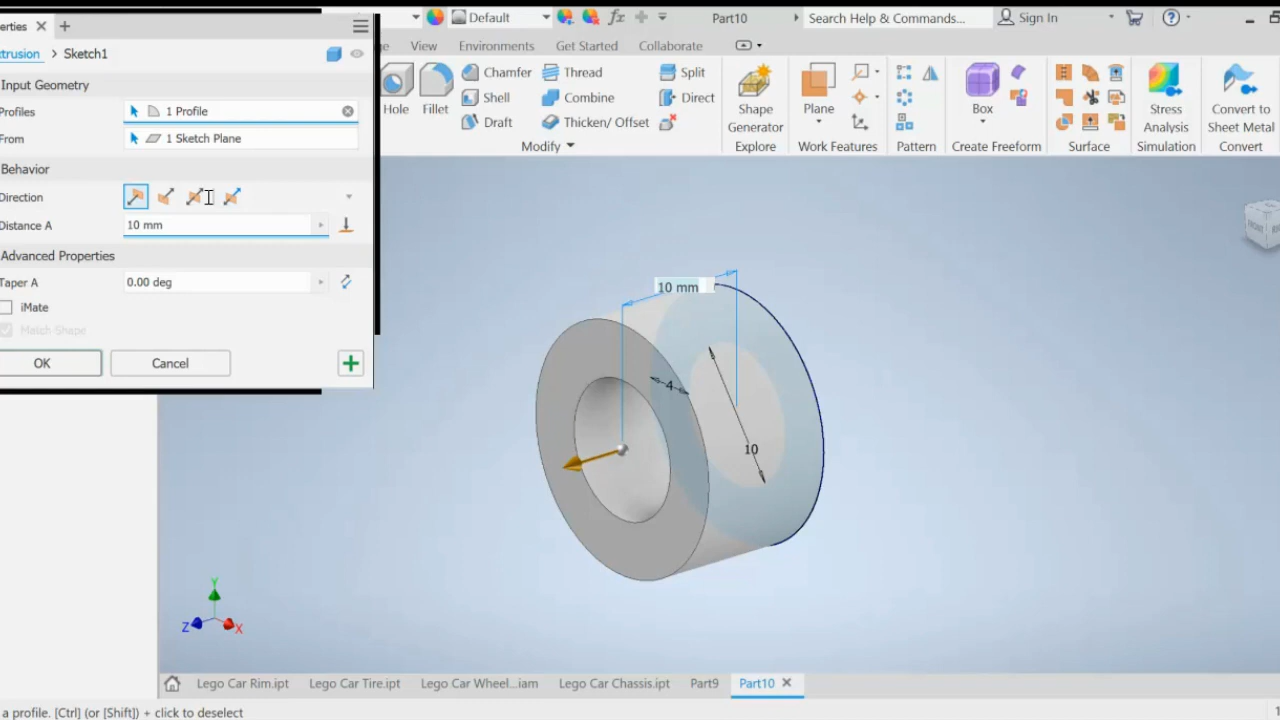 erties
Default
fx
Part10
Search Help & Commands...
Sign In
trusion > Sketch1
View Environments Get Started Collaborate
Input Geometry
Profiles 1 Profile
From 1 Sketch Plane
Behavior
Direction
Distance A 10 mm
Advanced Properties
Taper A 0.00 deg
iMate
Match Shape
OK Cancel
Hole Fillet
Chamfer Thread Split
Shell Combine Direct
Draft Thicken/ Offset
Modify
Shape
Generator
Explore
Plane
Work Features
Pattern
Box
Create Freeform
Surface
Stress
Analysis
Simulation
Convert to
Sheet Metal
Convert
FRONT
10 mm
4
10
Y
Z X
Lego Car Rim.ipt Lego Car Tire.ipt Lego Car Wheel...iam Lego Car Chassis.ipt Part9 Part10
a profile. [Ctrl] (or [Shift]) + click to deselect